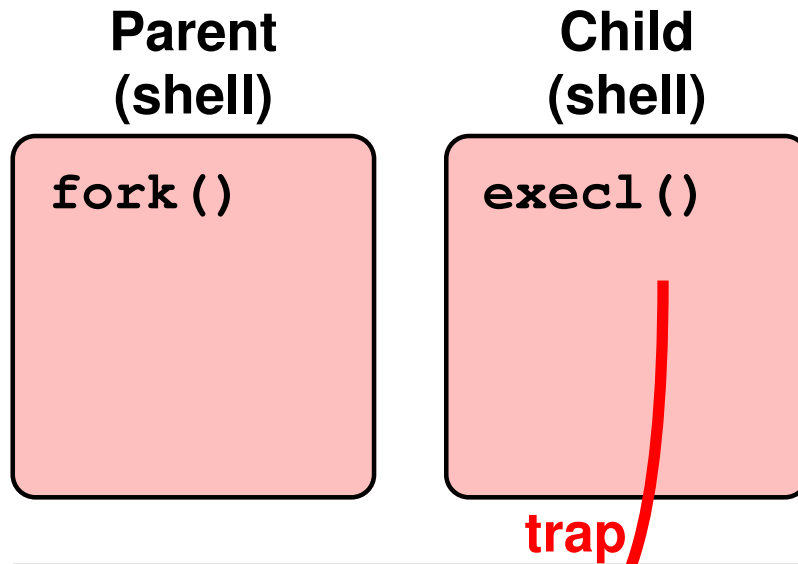 Parent
(shell)
fork()
Child
(shell)
execl()
trap